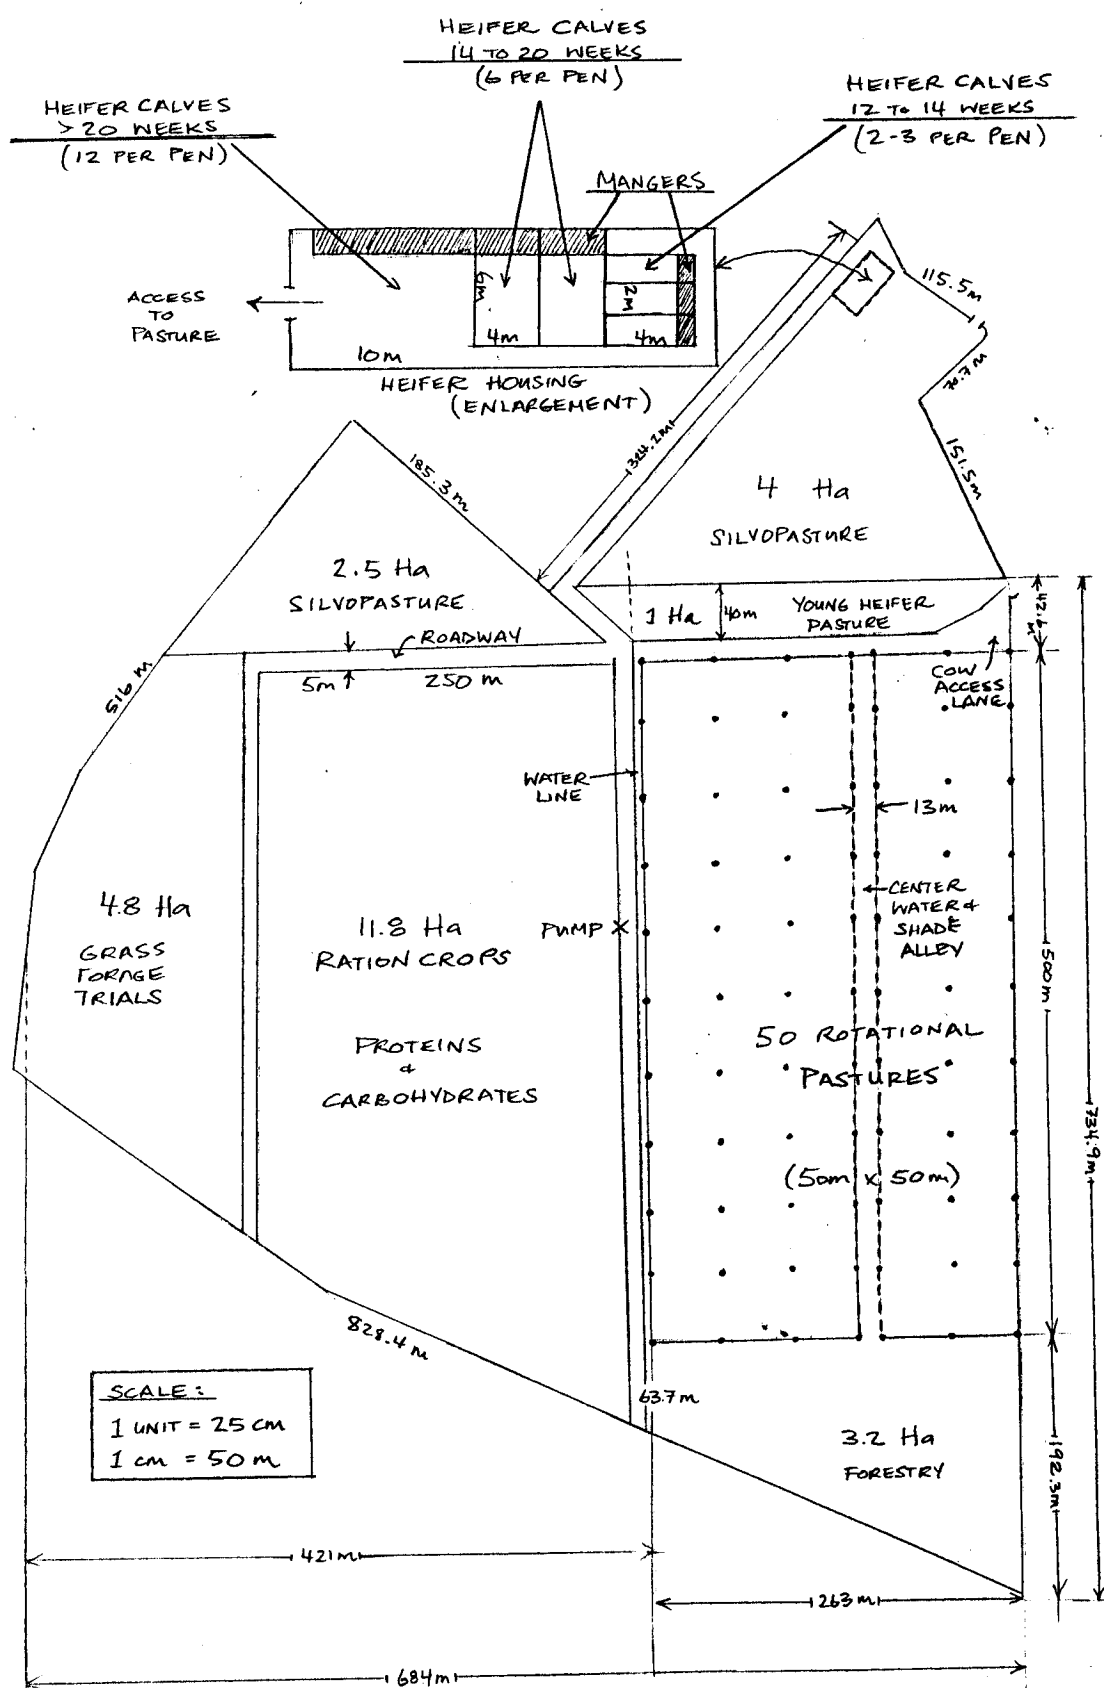 HEIFER CALVES
14 TO 20 WEEKS
(6 PER PEN)
HEIFER CALVES
> 20 WEEKS
(12 PER PEN)
HEIFER CALVES
12 TO 14 WEEKS
(2-3 PER PEN)
MANGERS
ACCESS
TO
PASTURE
6m
2m
4m
4m
10m
HEIFER HOUSING
(ENLARGEMENT)
115.5m
151.5m
324.2m
185.3m
4 Ha
SILVOPASTURE
2.5 Ha
SILVOPASTURE
1 Ha
40m
YOUNG HEIFER
PASTURE
42.6m
ROADWAY
5m
250 m
516 m
COW
ACCESS
LANE
WATER
LINE
13m
CENTER
WATER &
SHADE
ALLEY
4.8 Ha
GRASS
FORAGE
TRIALS
11.8 Ha
RATION CROPS
PUMP
PROTEINS
&
CARBOHYDRATES
50 ROTATIONAL
PASTURES
(50m x 50m)
500m
734.9m
828.4 m
63.7m
SCALE:
1 UNIT = 25 cm
1 cm = 50 m
3.2 Ha
FORESTRY
192.3m
421m
263m
684m